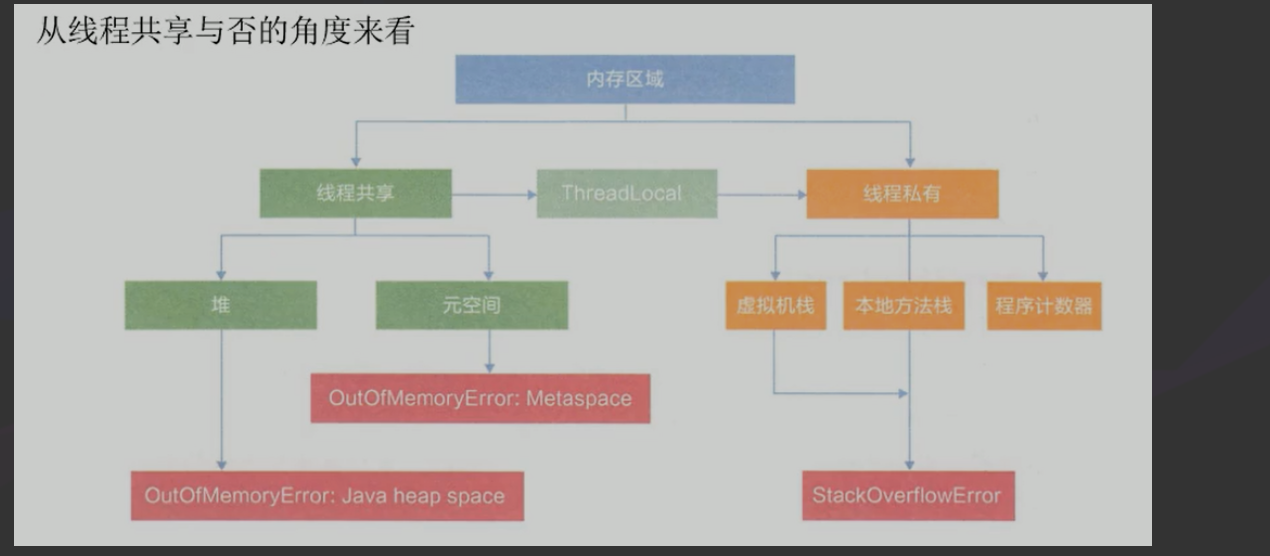 从线程共享与否的角度来看
内存区域
线程共享
ThreadLocal
线程私有
堆
元空间
虚拟机栈
本地方法栈
程序计数器
OutOfMemoryError: Metaspace
OutOfMemoryError: Java heap space
StackOverflowError